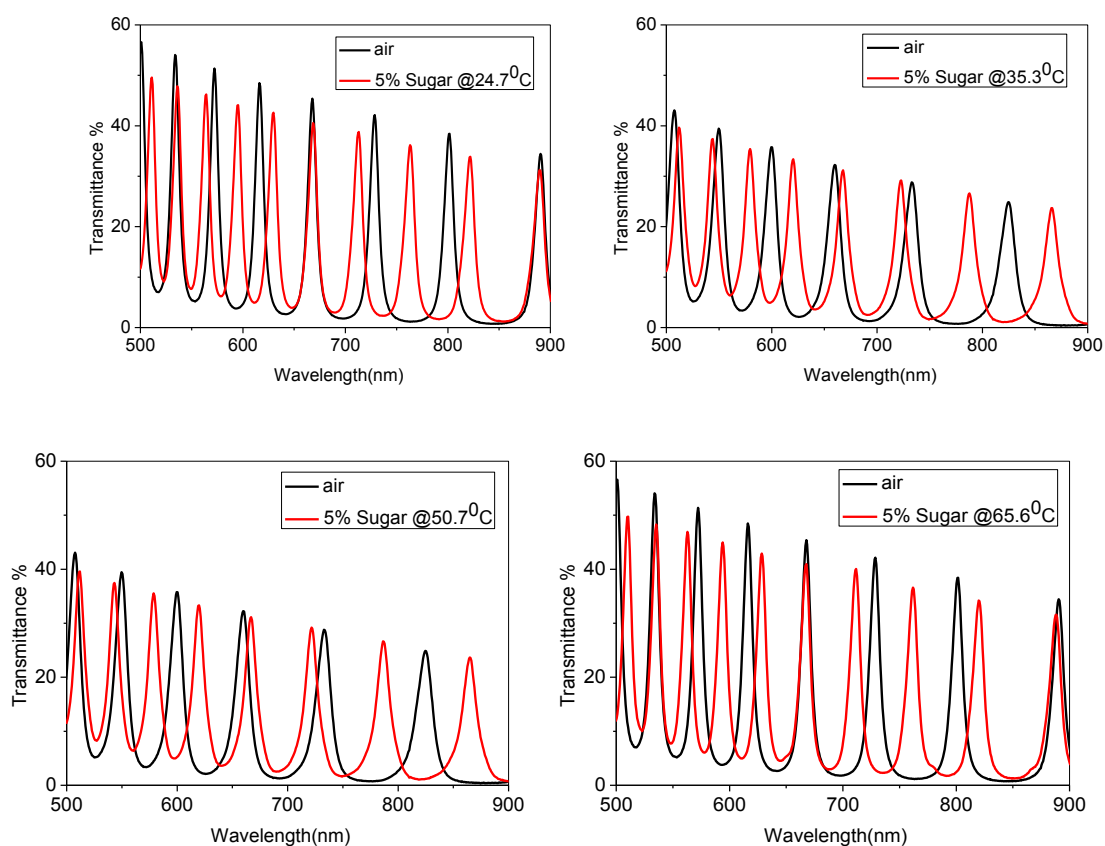 60
40
20
0
Transmittance %
air
5% Sugar @24.7⁰C
500 600 700 800 900
Wavelength(nm)
60
40
20
0
Transmittance %
air
5% Sugar @35.3⁰C
500 600 700 800 900
Wavelength(nm)
60
40
20
0
Transmittance %
air
5% Sugar @50.7⁰C
500 600 700 800 900
Wavelength(nm)
60
40
20
0
Transmittance %
air
5% Sugar @65.6⁰C
500 600 700 800 900
Wavelength(nm)